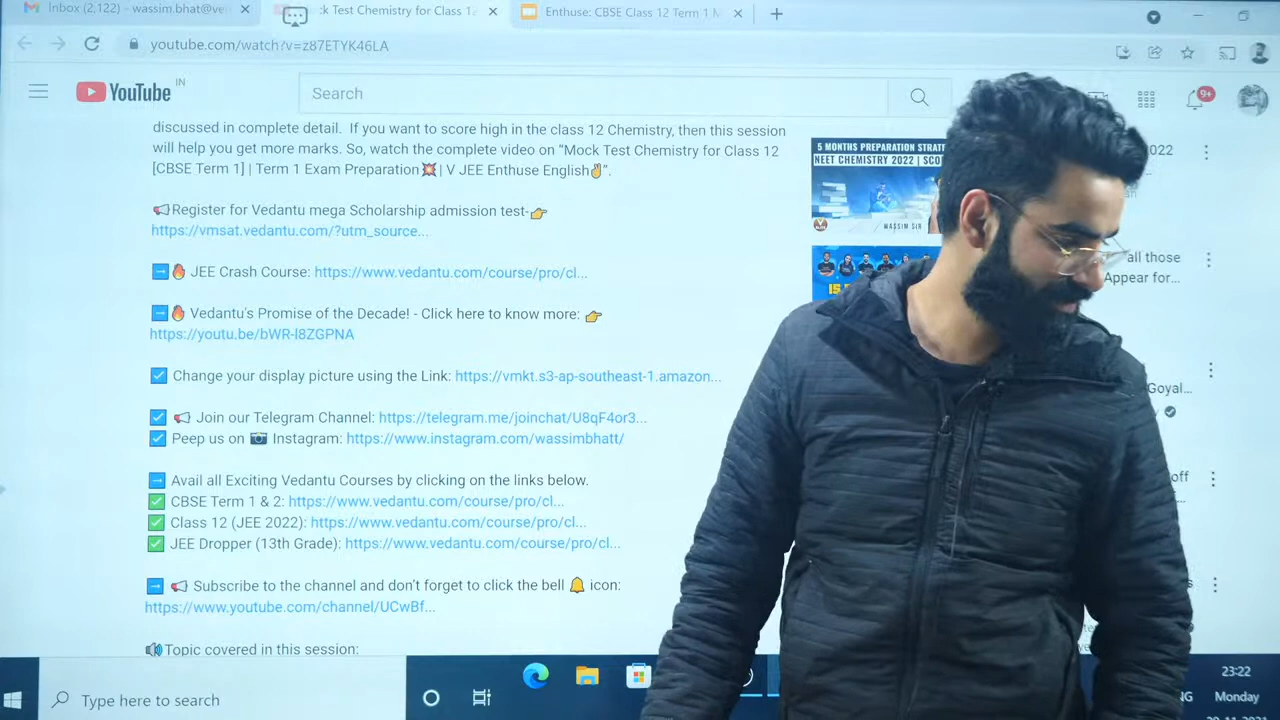 Inbox (2,122) – wassim.bhat@ve
ck Test Chemistry for Class 12
Enthuse: CBSE Class 12 Term 1 M
youtube.com/watch?v=z87ETYK46LA
YouTube IN
Search
9+
discussed in complete detail. If you want to score high in the class 12 Chemistry, then this session
will help you get more marks. So, watch the complete video on “Mock Test Chemistry for Class 12
[CBSE Term 1] | Term 1 Exam Preparation💥| V JEE Enthuse English✌”.
📢Register for Vedantu mega Scholarship admission test-👉
https://vmsat.vedantu.com/?utm_source...
➡🔥 JEE Crash Course: https://www.vedantu.com/course/pro/cl...
➡🔥 Vedantu's Promise of the Decade! - Click here to know more: 👉
https://youtu.be/bWR-l8ZGPNA
☑ Change your display picture using the Link: https://vmkt.s3-ap-southeast-1.amazon...
☑ 📢 Join our Telegram Channel: https://telegram.me/joinchat/U8qF4or3...
☑ Peep us on 📷 Instagram: https://www.instagram.com/wassimbhatt/
➡ Avail all Exciting Vedantu Courses by clicking on the links below.
✅ CBSE Term 1 & 2: https://www.vedantu.com/course/pro/cl...
✅ Class 12 (JEE 2022): https://www.vedantu.com/course/pro/cl...
✅ JEE Dropper (13th Grade): https://www.vedantu.com/course/pro/cl...
➡ 📢 Subscribe to the channel and don’t forget to click the bell 🔔 icon:
https://www.youtube.com/channel/UCwBf...
🔊Topic covered in this session:
5 MONTHS PREPARATION STRATE
NEET CHEMISTRY 2022 | SCO
WASSIM SIR
2022
all those
Appear for...
Goyal...
off
Type here to search
23:22
NG Monday